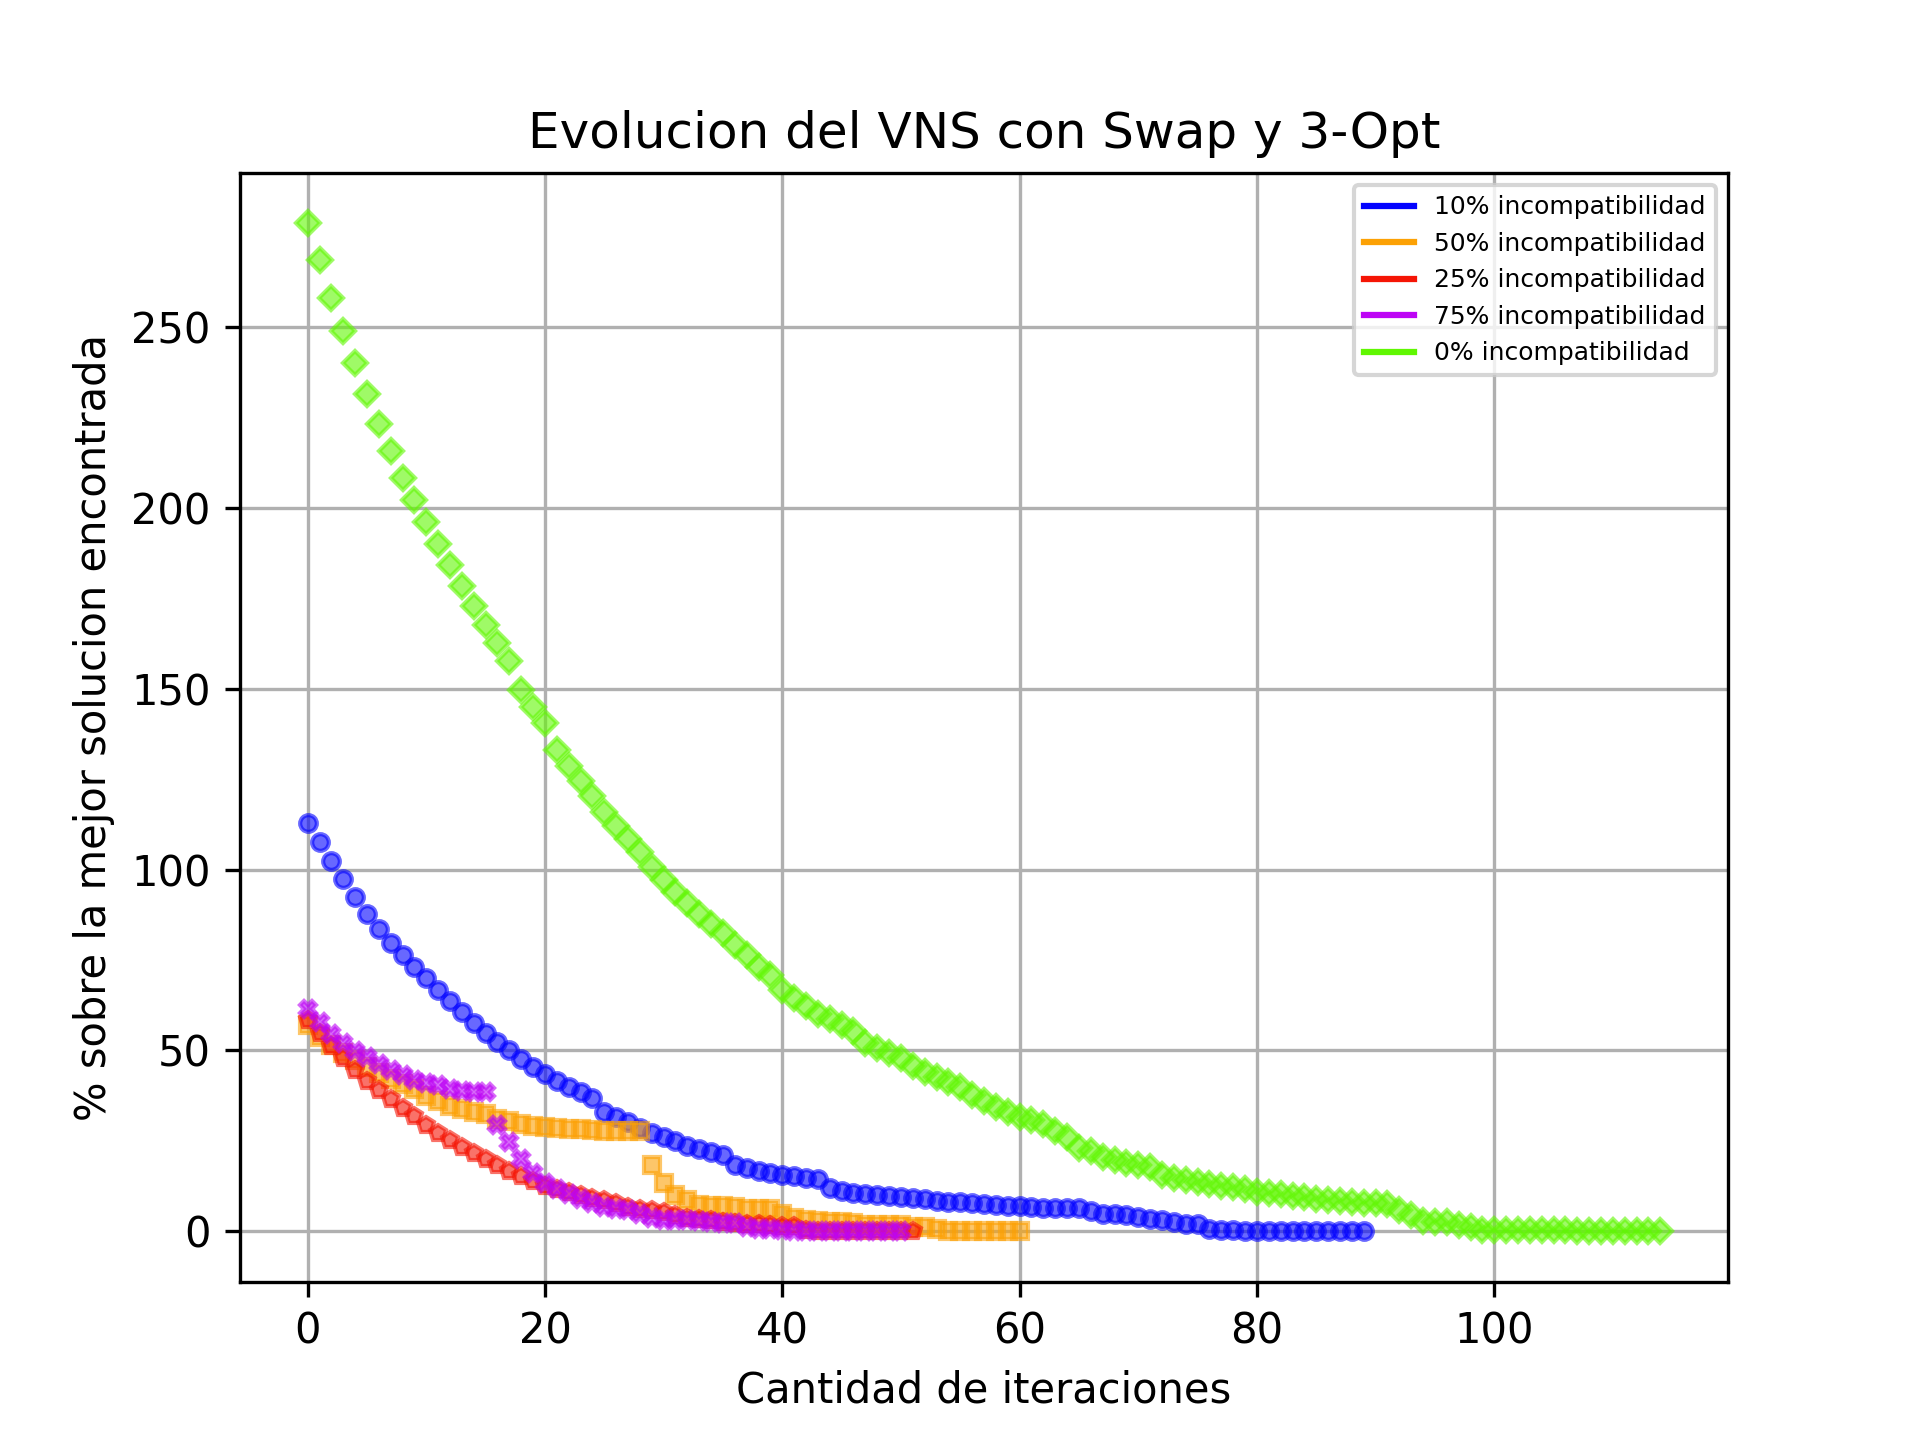 Evolucion del VNS con Swap y 3-Opt
10% incompatibilidad
50% incompatibilidad
25% incompatibilidad
75% incompatibilidad
0% incompatibilidad
% sobre la mejor solucion encontrada
250
200
150
100
50
0
0 20 40 60 80 100
Cantidad de iteraciones